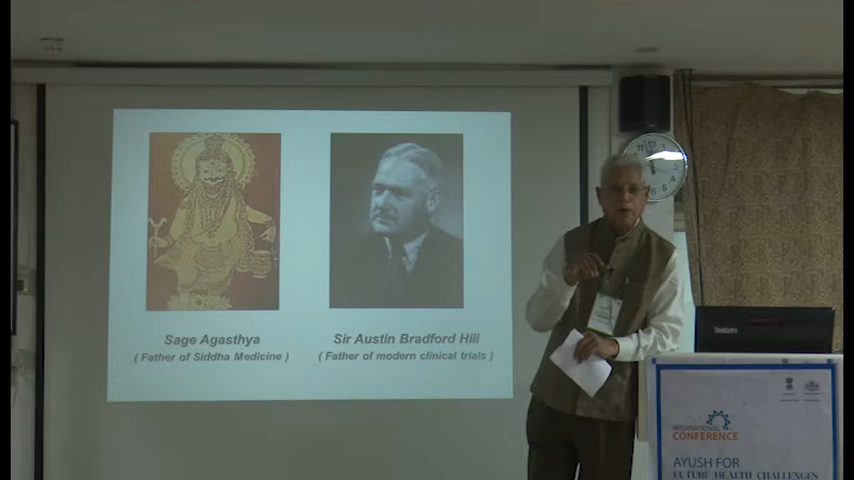 Sage Agasthya
( Father of Siddha Medicine )
Sir Austin Bradford Hill
(Father of modern clinical trials )
INTERNATIONAL
CONFERENCE
AYUSH FOR
FUTURE HEALTH CHALLENGES